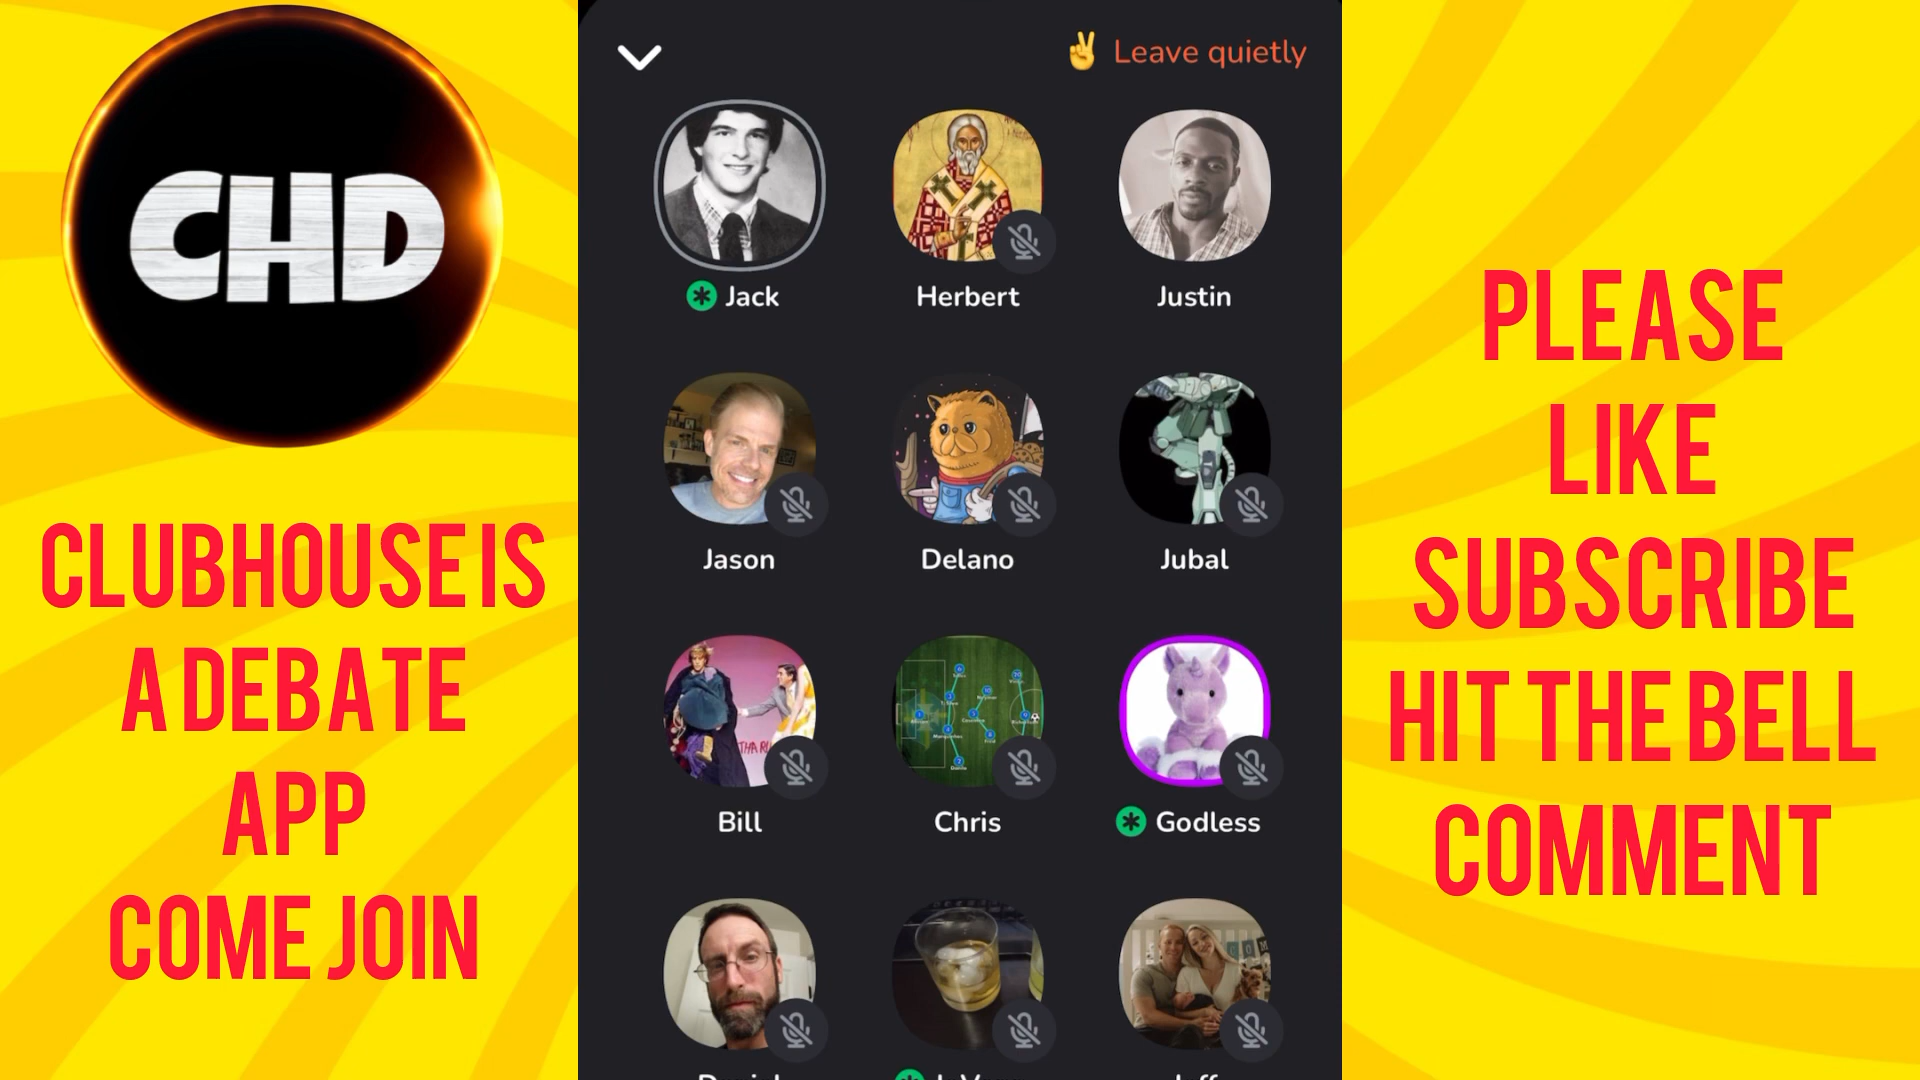 CHD
CLUBHOUSE IS
A DEBATE
APP
COME JOIN
✌️ Leave quietly
Jack
Herbert
Justin
Jason
Delano
Jubal
Bill
Chris
Godless
PLEASE
LIKE
SUBSCRIBE
HIT THE BELL
COMMENT